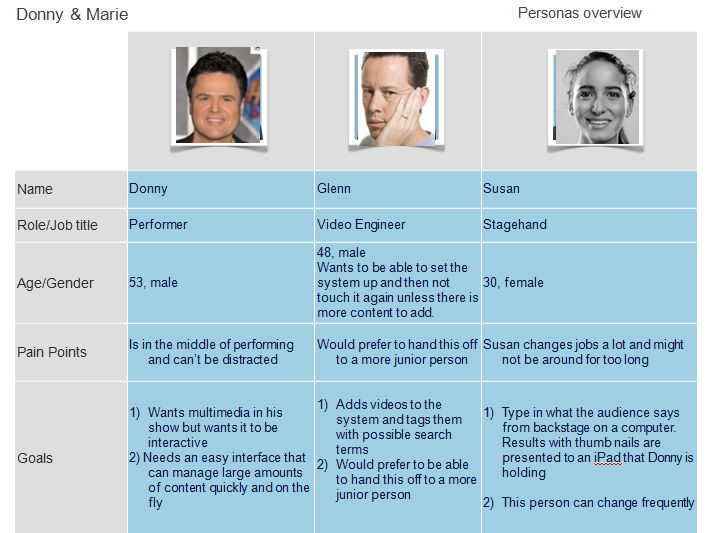 Donny & Marie
Personas overview
Name
Donny
Glenn
Susan
Role/Job title
Performer
Video Engineer
Stagehand
Age/Gender
53, male
48, male
Wants to be able to set the
system up and then not
touch it again unless there is
more content to add.
30, female
Pain Points
Is in the middle of performing
and can't be distracted
Would prefer to hand this off
to a more junior person
Susan changes jobs a lot and might
not be around for too long
Goals
1) Wants multimedia in his
show but wants it to be
interactive
2) Needs an easy interface that
can manage large amounts
of content quickly and on the
fly
1) Adds videos to the
system and tags them
with possible search
terms
2) Would prefer to be able
to hand this off to a more
junior person
1) Type in what the audience says
from backstage on a computer.
Results with thumb nails are
presented to an iPad that Donny is
holding
2) This person can change frequently